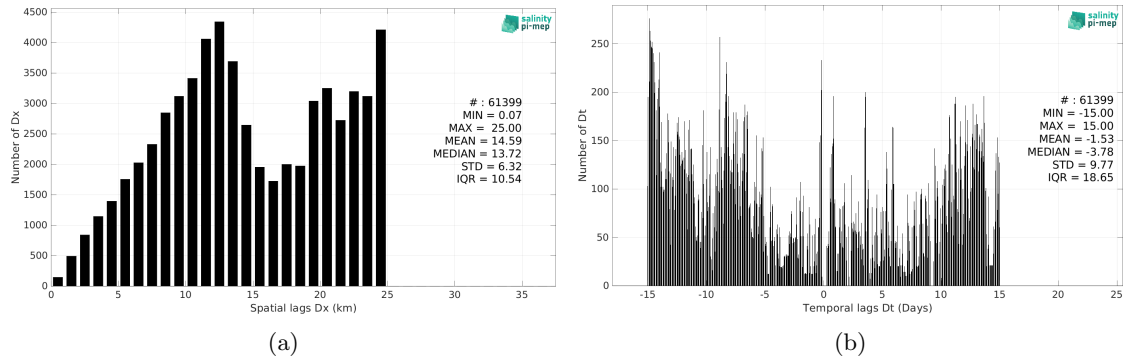 4500
4000
3500
3000
2500
2000
1500
1000
500
0
Number of Dx
0 5 10 15 20 25 30 35
Spatial lags Dx (km)
salinity
pi-mep
# : 61399
MIN = 0.07
MAX = 25.00
MEAN = 14.59
MEDIAN = 13.72
STD = 6.32
IQR = 10.54
(a)
250
200
150
100
50
0
Number of Dt
-15 -10 -5 0 5 10 15 20 25
Temporal lags Dt (Days)
salinity
pi-mep
# : 61399
MIN = -15.00
MAX = 15.00
MEAN = -1.53
MEDIAN = -3.78
STD = 9.77
IQR = 18.65
(b)